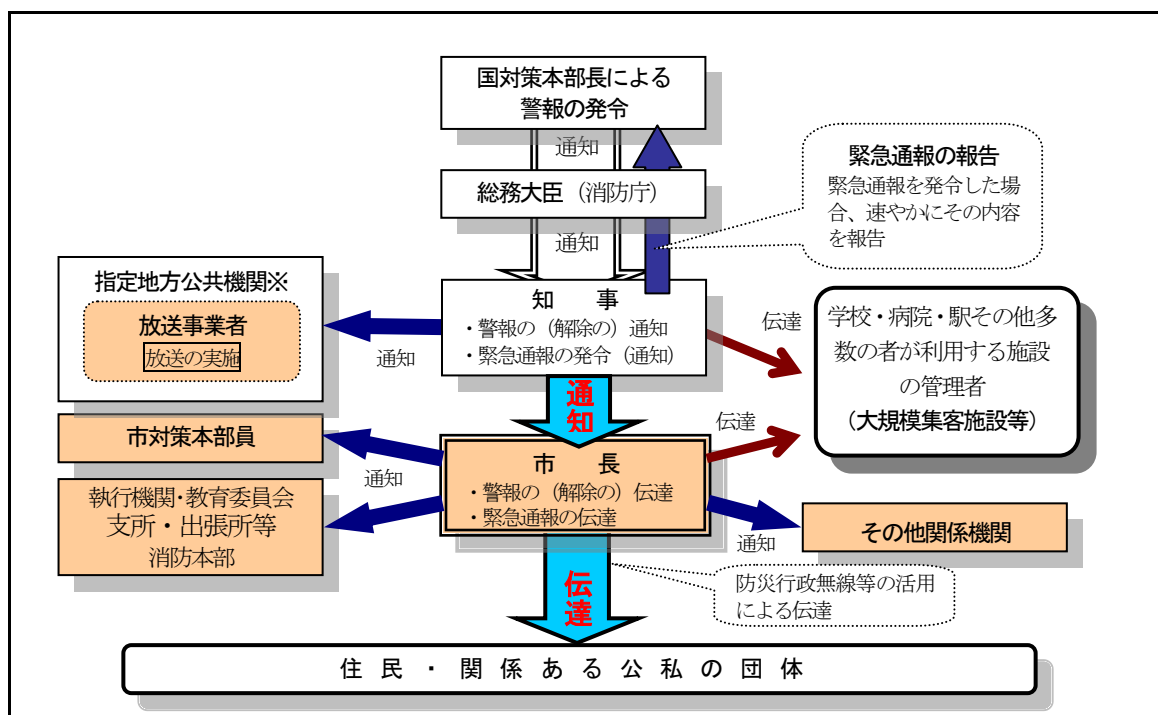 国対策本部長による
警報の発令
通知
総務大臣（消防庁）
通知
緊急通報の報告
緊急通報を発令した場
合、速やかにその内容
を報告
指定地方公共機関※
放送事業者
放送の実施
通知
知　事
・警報の（解除の）通知
・緊急通報の発令（通知）
伝達
学校・病院・駅その他多
数の者が利用する施設
の管理者
（大規模集客施設等）
通知
市対策本部員
通知
執行機関・教育委員会
支所・出張所等
消防本部
市　長
・警報の（解除の）伝達
・緊急通報の伝達
伝達
通知
その他関係機関
伝達
防災行政無線等の活用
による伝達
住民・関係ある公私の団体